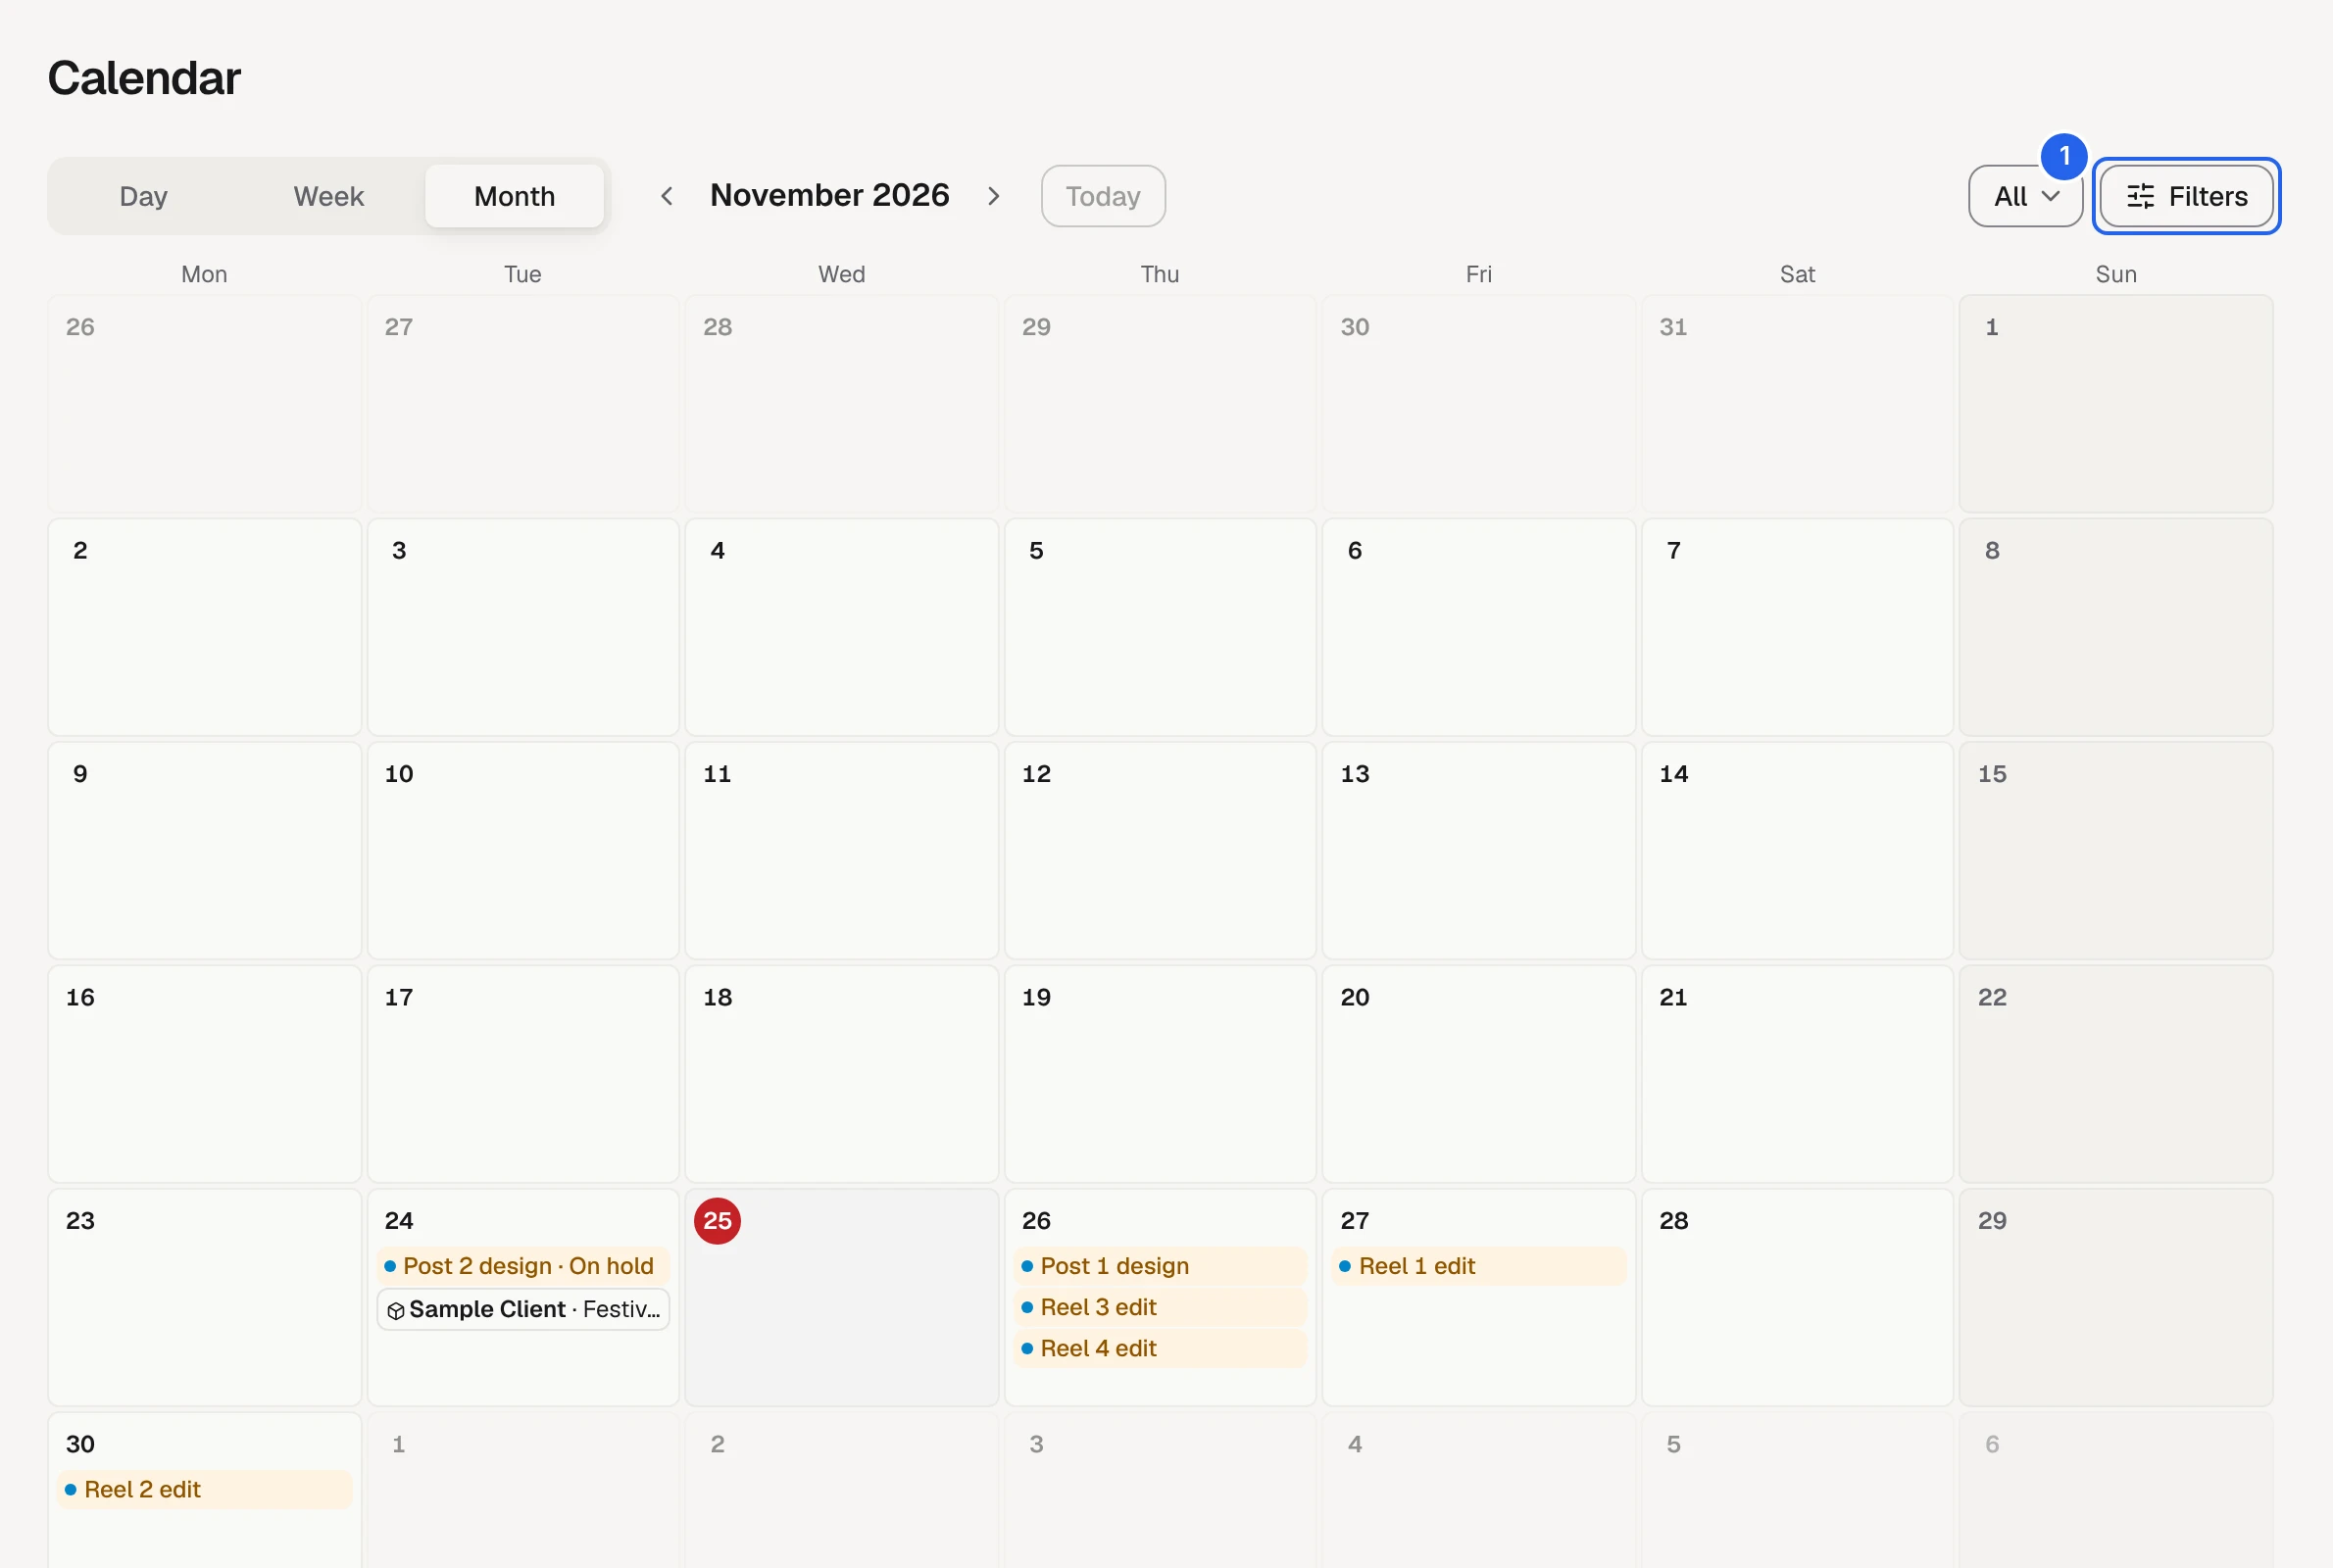 Calendar
Day Week Month November 2026 Today All 1 Filters
Mon Tue Wed Thu Fri Sat Sun
26 27 28 29 30 31 1
2 3 4 5 6 7 8
9 10 11 12 13 14 15
16 17 18 19 20 21 22
23 24 25 26 27 28 29
Post 2 design · On hold Post 1 design Reel 1 edit
Sample Client · Festiv... Reel 3 edit
Reel 4 edit
30 1 2 3 4 5 6
Reel 2 edit